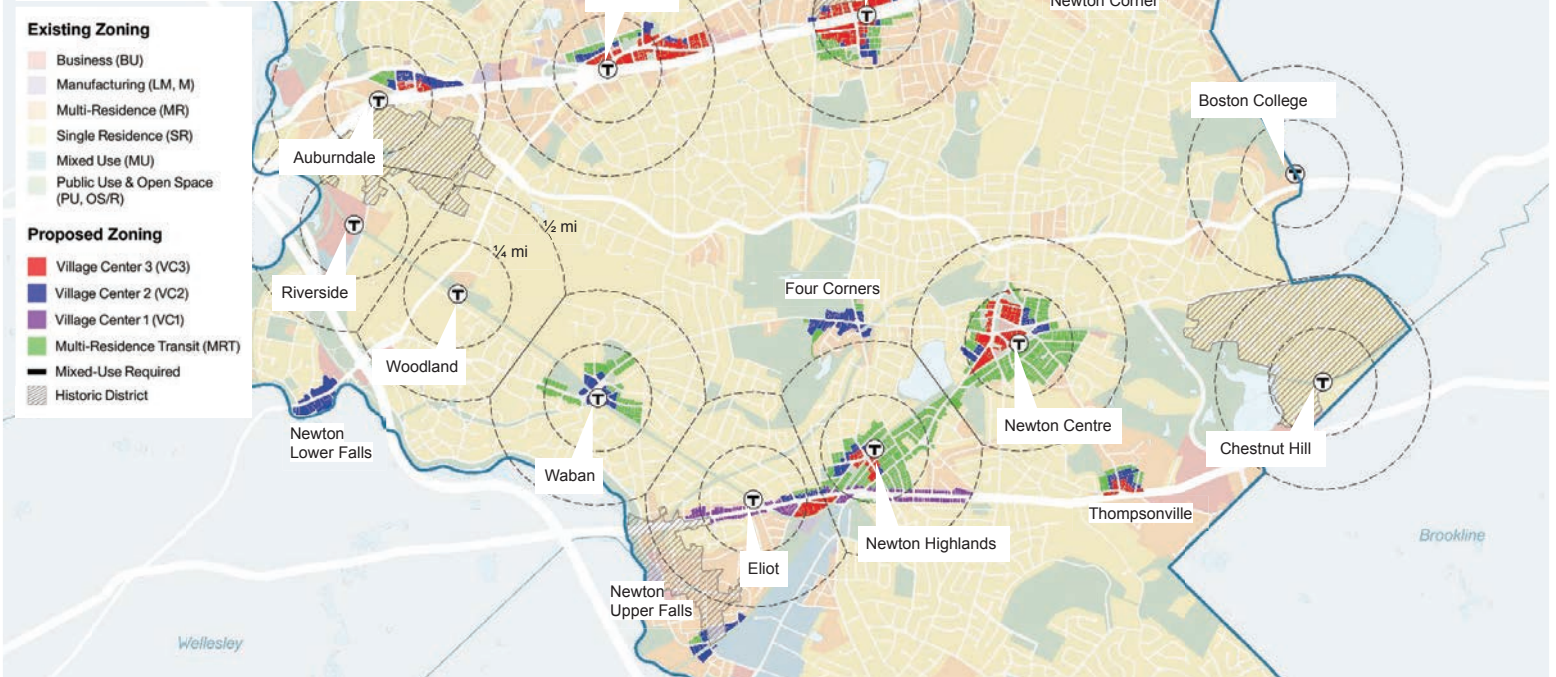 Existing Zoning
Business (BU)
Manufacturing (LM, M)
Multi-Residence (MR)
Single Residence (SR)
Mixed Use (MU)
Public Use & Open Space
(PU, OS/R)
Proposed Zoning
Village Center 3 (VC3)
Village Center 2 (VC2)
Village Center 1 (VC1)
Multi-Residence Transit (MRT)
Mixed-Use Required
Historic District
Newton Corner
T
T
T
Auburndale
Boston College
T
T
Riverside
½ mi
¼ mi
T
Woodland
Four Corners
T
Newton Centre
Newton
Lower Falls
T
Waban
T
Chestnut Hill
T
Newton Highlands
T
Eliot
Thompsonville
Newton
Upper Falls
Wellesley
Brookline